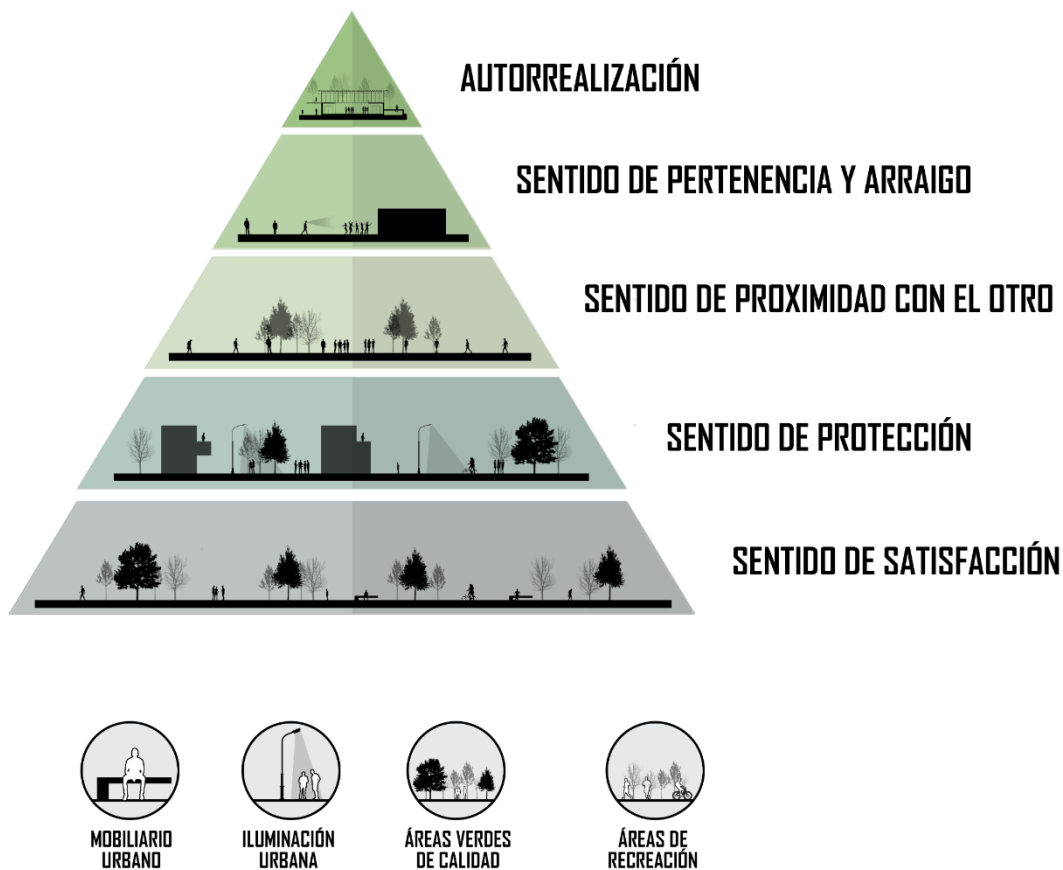 AUTORREALIZACIÓN
SENTIDO DE PERTENENCIA Y ARRAIGO
SENTIDO DE PROXIMIDAD CON EL OTRO
SENTIDO DE PROTECCIÓN
SENTIDO DE SATISFACCIÓN
MOBILIARIO
URBANO
ILUMINACIÓN
URBANA
ÁREAS VERDES
DE CALIDAD
ÁREAS DE
RECREACIÓN